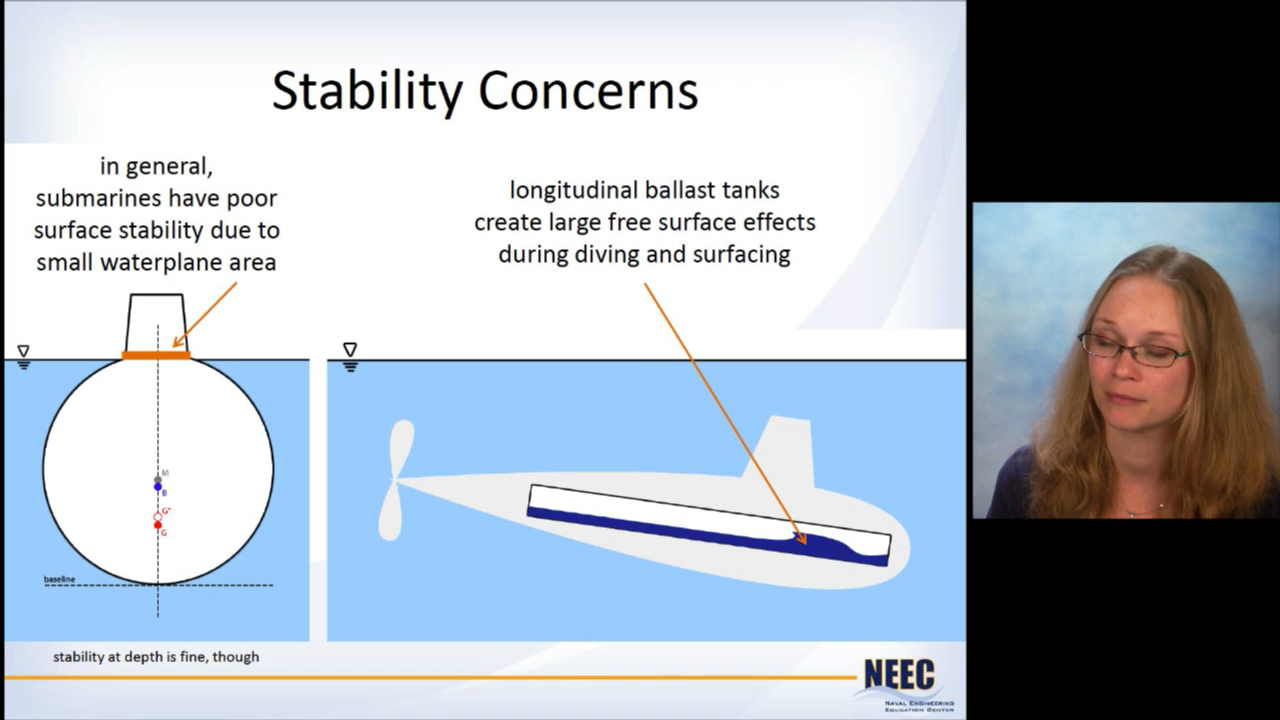 Stability Concerns
in general,
submarines have poor
surface stability due to
small waterplane area
longitudinal ballast tanks
create large free surface effects
during diving and surfacing
M
B
G*
G
baseline
stability at depth is fine, though
NEEC
NAVAL ENGINEERING
EDUCATION CENTER